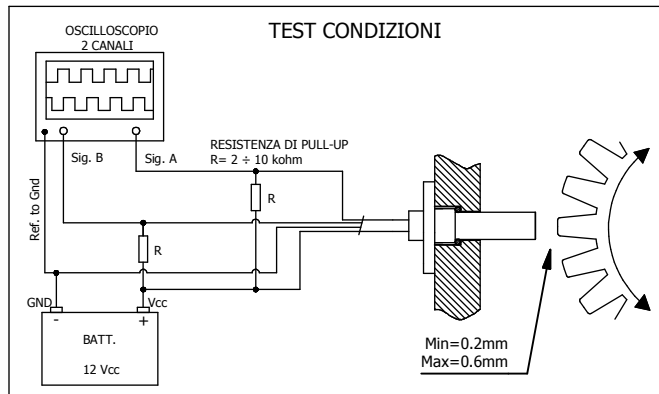 TEST CONDIZIONI
OSCILLOSCOPIO
2 CANALI
Sig. B
Sig. A
RESISTENZA DI PULL-UP
R= 2 ÷ 10 kohm
Ref. to Gnd
R
R
GND
Vcc
-
+
BATT.
12 Vcc
Min=0.2mm
Max=0.6mm